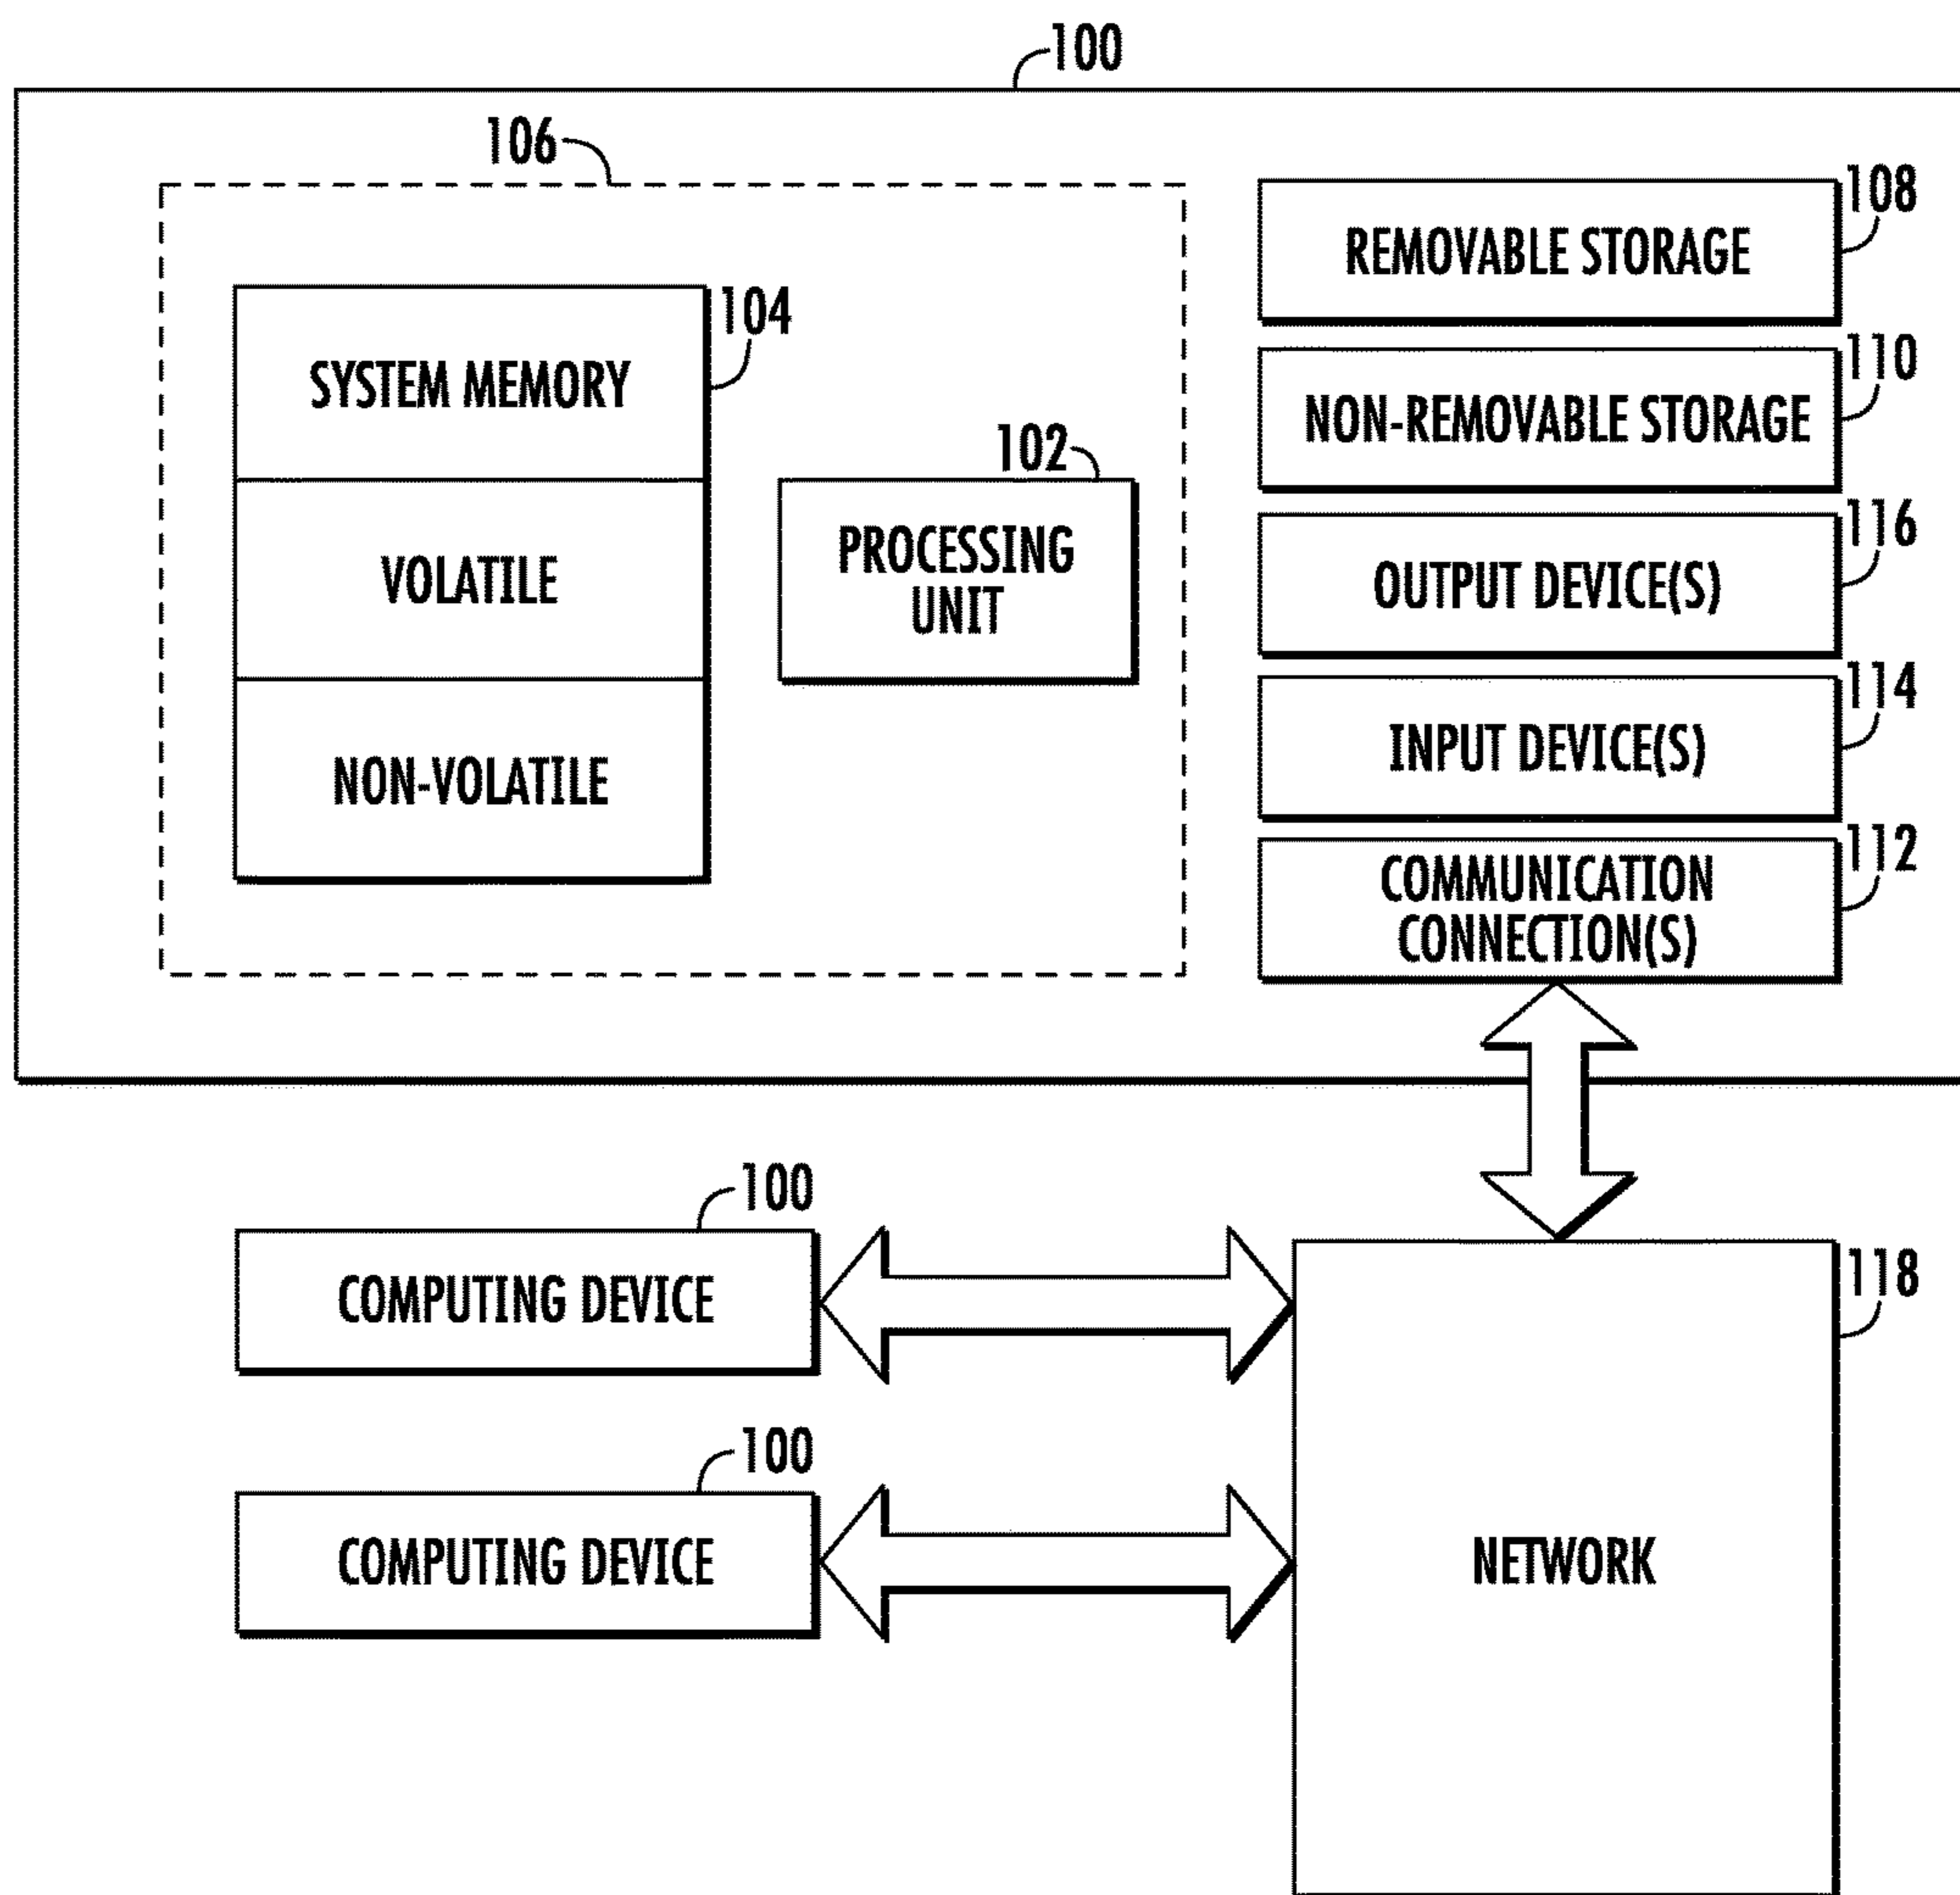 100
106
104
SYSTEM MEMORY
VOLATILE
NON-VOLATILE
102
PROCESSING
UNIT
108
REMOVABLE STORAGE
110
NON-REMOVABLE STORAGE
116
OUTPUT DEVICE(S)
114
INPUT DEVICE(S)
112
COMMUNICATION
CONNECTION(S)
100
COMPUTING DEVICE
100
COMPUTING DEVICE
118
NETWORK